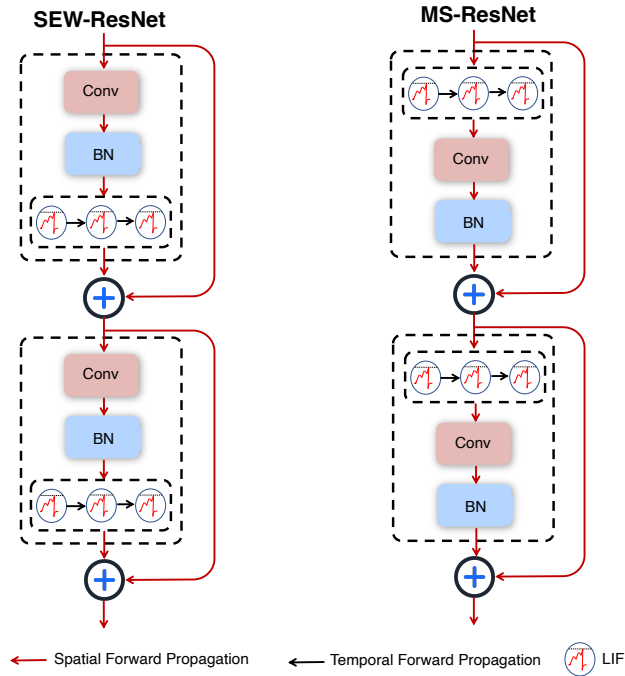 SEW-ResNet
MS-ResNet
Conv
BN
Conv
BN
Conv
BN
Conv
BN
Spatial Forward Propagation
Temporal Forward Propagation
LIF